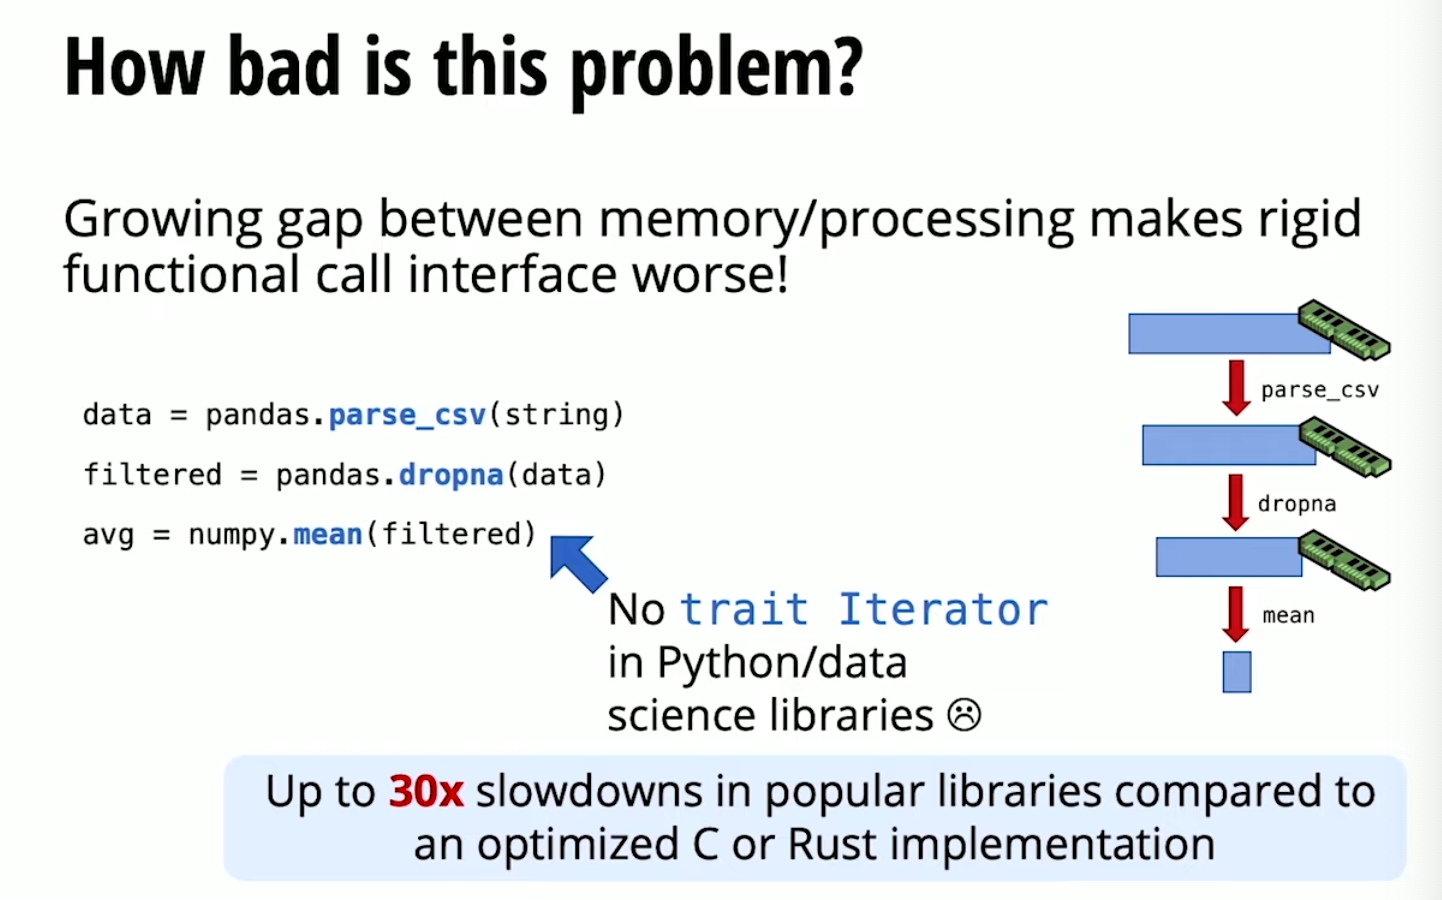 How bad is this problem?
Growing gap between memory/processing makes rigid
functional call interface worse!
data = pandas.parse_csv(string)
filtered = pandas.dropna(data)
avg = numpy.mean(filtered)
No trait Iterator
in Python/data
science libraries ☹
parse_csv
dropna
mean
Up to 30x slowdowns in popular libraries compared to
an optimized C or Rust implementation